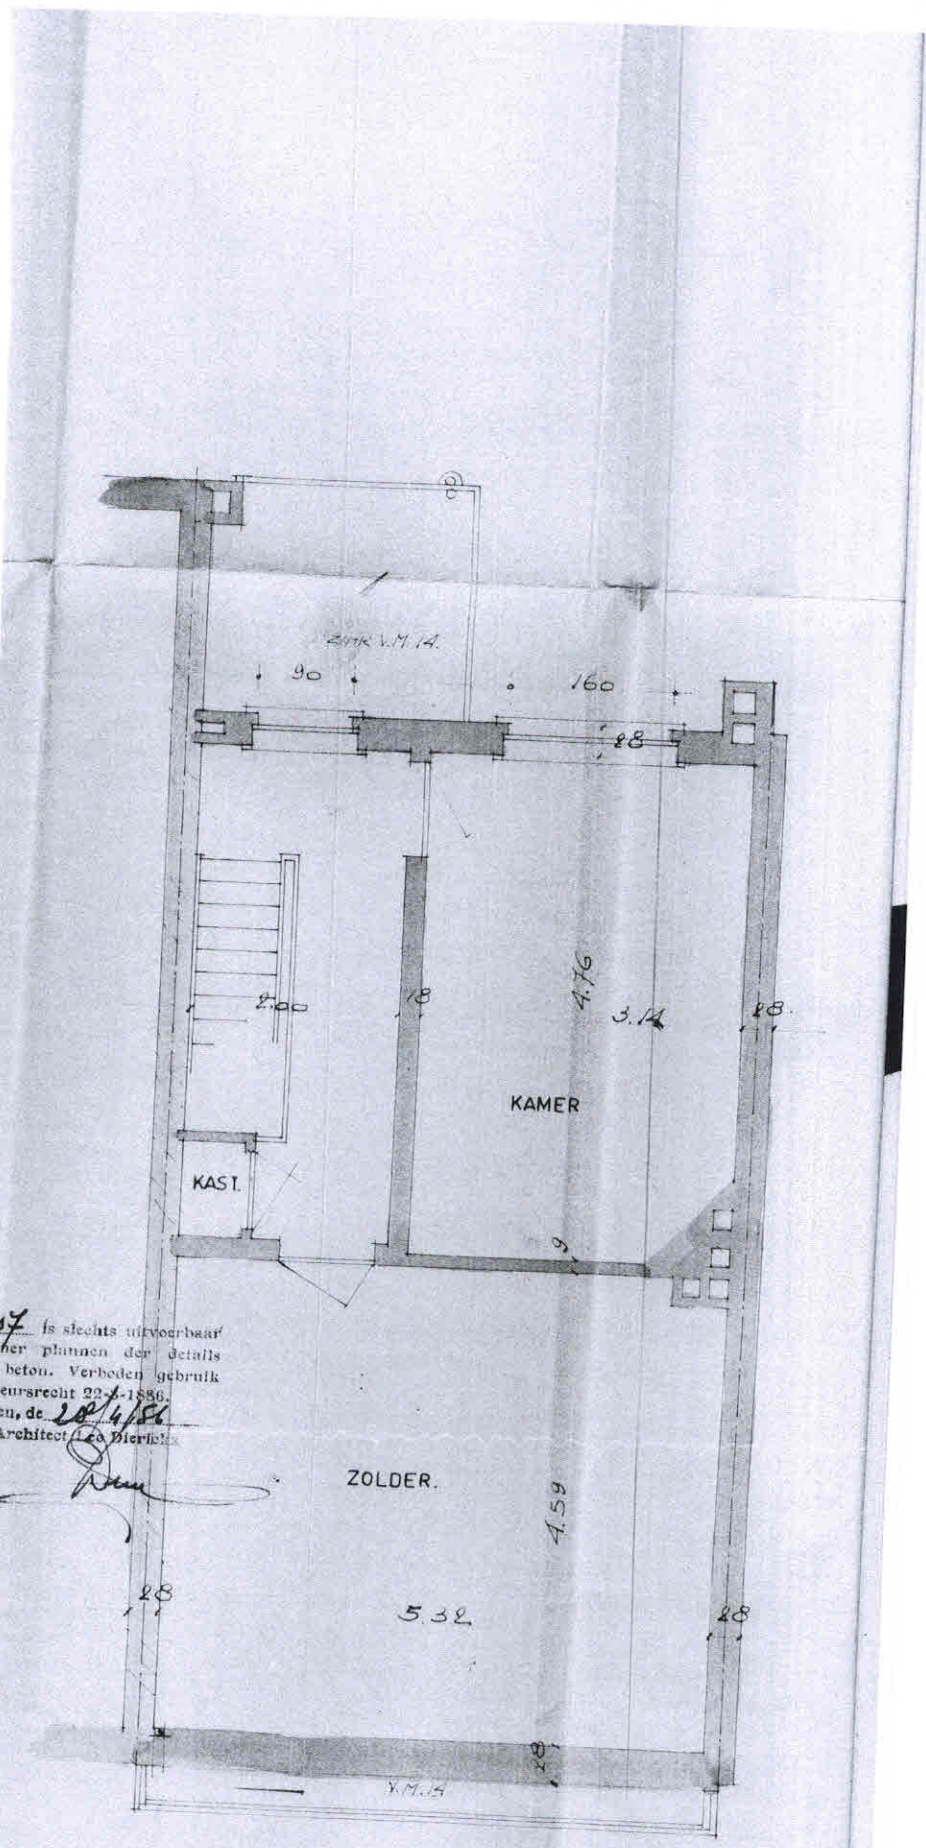 ZINK V.M. 14.
90
160
28
4.76
2.00
18
3.14
28.
KAMER
KAST.
9
is slechts uitvoerbaar
plannen der details
beton. Verboden gebruik
22-3-1886.
de 28/4/56
Architect Leo Dierickx
ZOLDER.
4.59
28
5.32
28
28
V.M.14